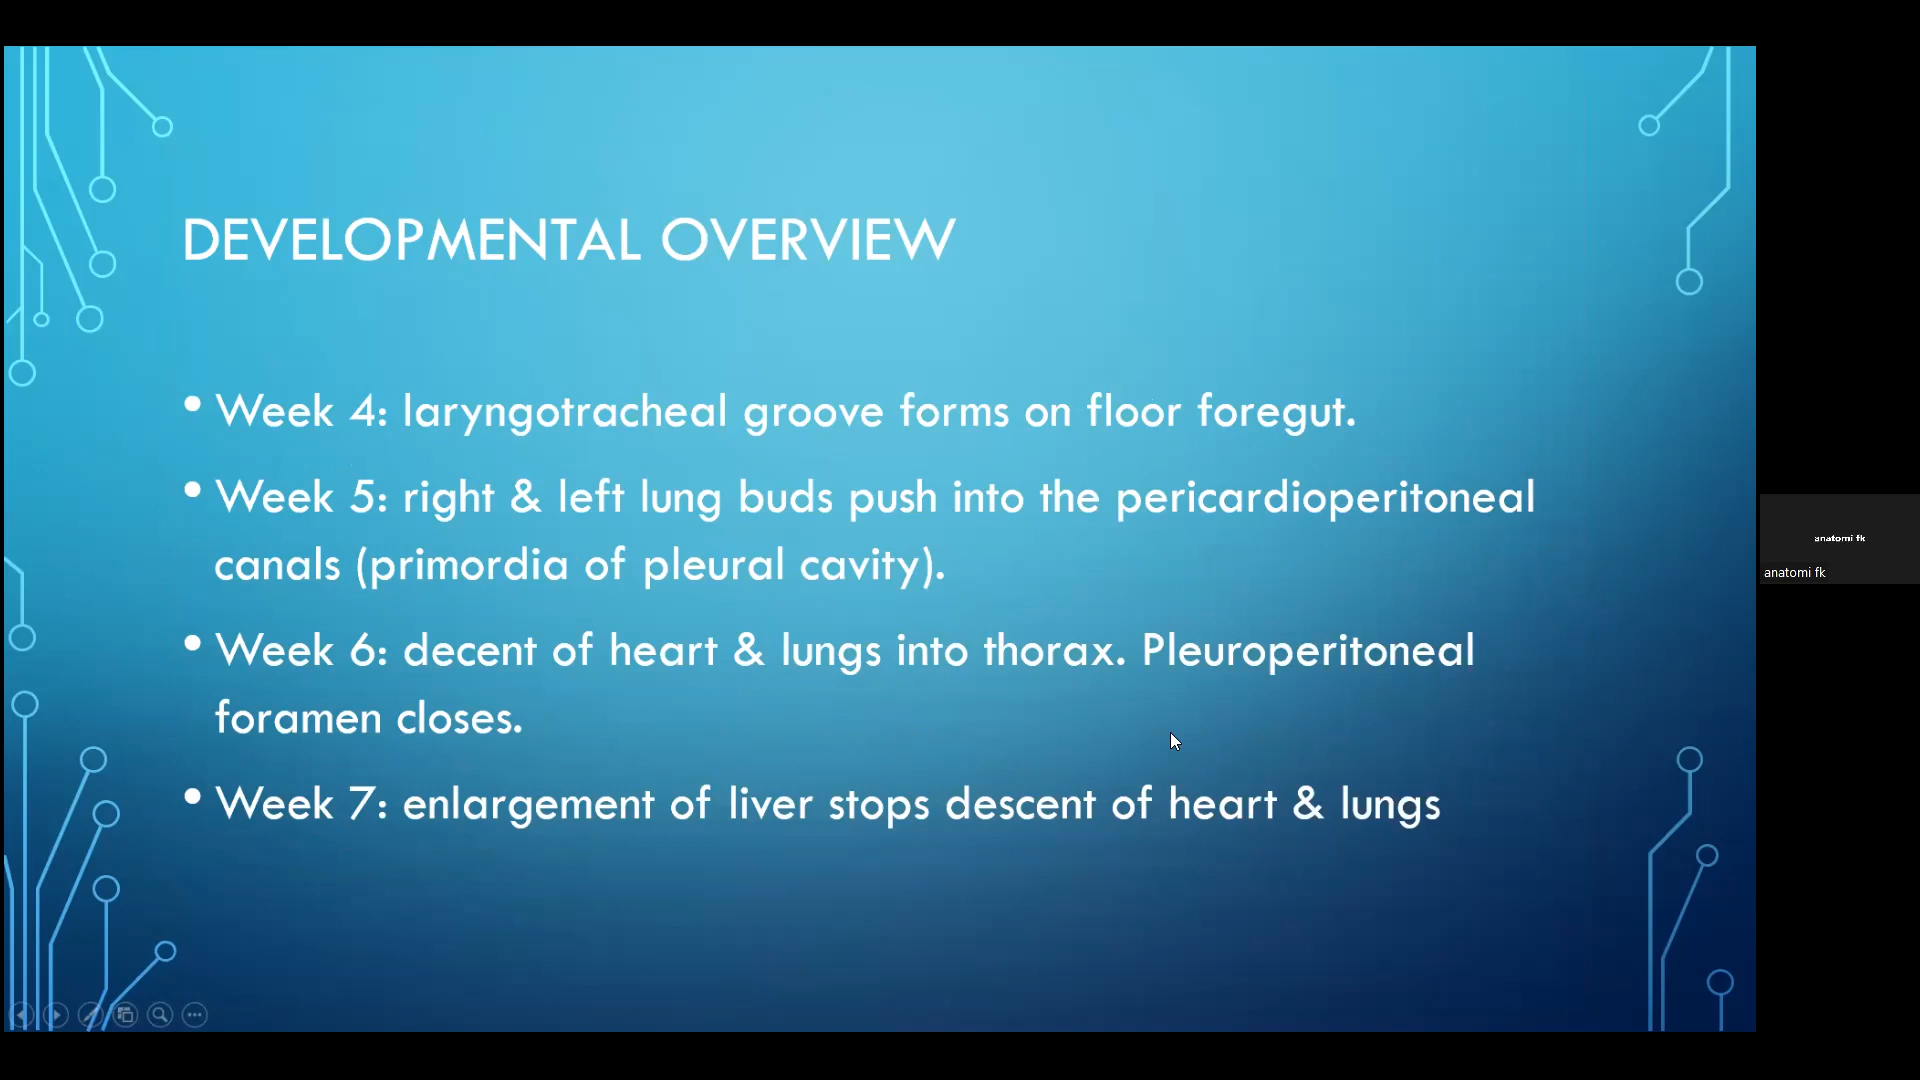 DEVELOPMENTAL OVERVIEW
• Week 4: laryngotracheal groove forms on floor foregut.
• Week 5: right & left lung buds push into the pericardioperitoneal
canals (primordia of pleural cavity).
• Week 6: decent of heart & lungs into thorax. Pleuroperitoneal
foramen closes.
• Week 7: enlargement of liver stops descent of heart & lungs
anatomi fk
anatomi fk